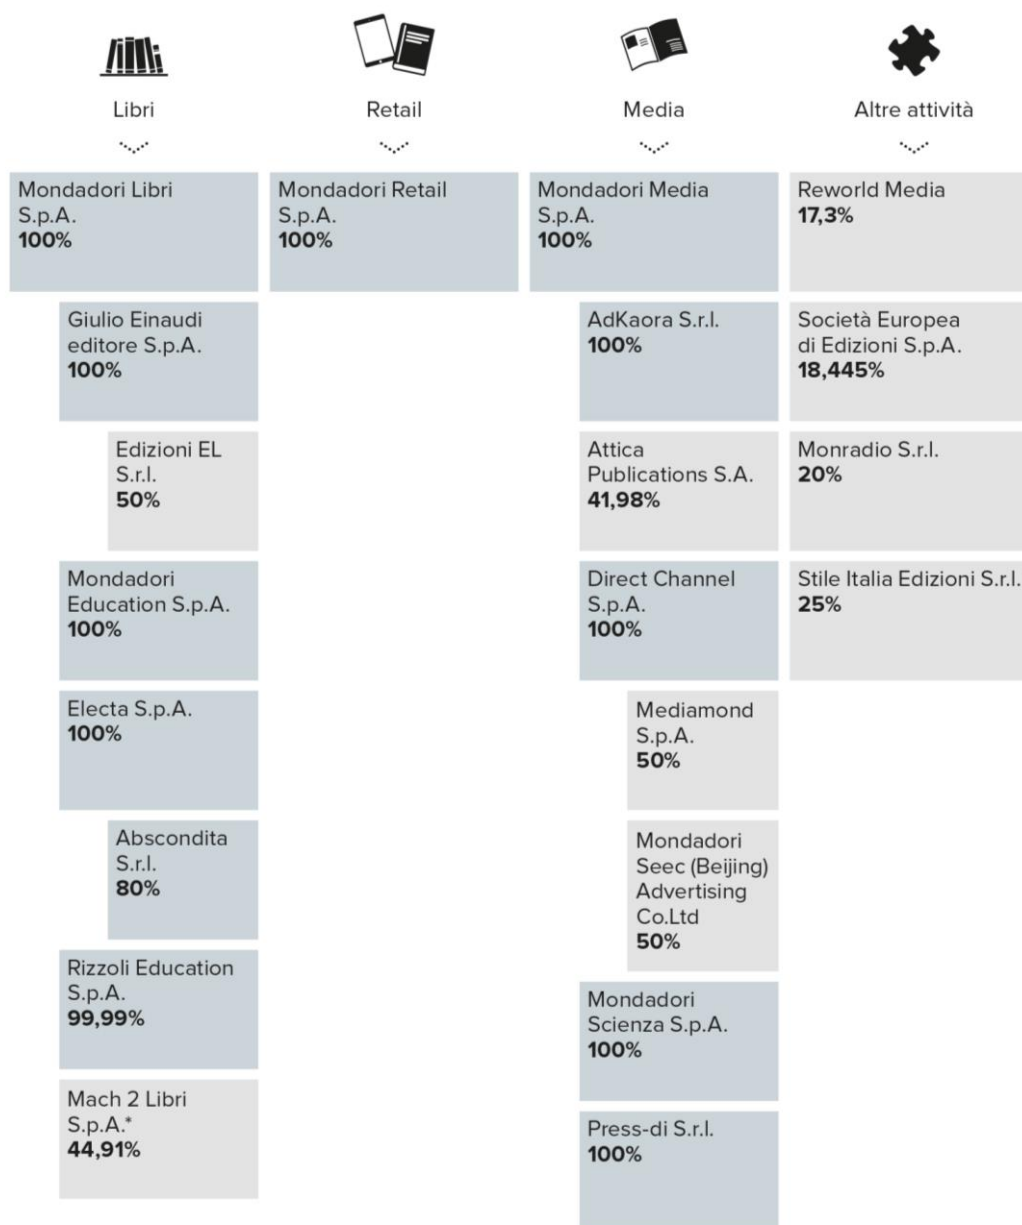 Libri
Mondadori Libri
S.p.A.
100%
Giulio Einaudi
editore S.p.A.
100%
Edizioni EL
S.r.l.
50%
Mondadori
Education S.p.A.
100%
Electa S.p.A.
100%
Abscondita
S.r.l.
80%
Rizzoli Education
S.p.A.
99,99%
Mach 2 Libri
S.p.A.*
44,91%
Retail
Mondadori Retail
S.p.A.
100%
Media
Mondadori Media
S.p.A.
100%
AdKaora S.r.l.
100%
Attica
Publications S.A.
41,98%
Direct Channel
S.p.A.
100%
Mediamond
S.p.A.
50%
Mondadori
Seec (Beijing)
Advertising
Co.Ltd
50%
Mondadori
Scienza S.p.A.
100%
Press-di S.r.l.
100%
Altre attività
Reworld Media
17,3%
Società Europea
di Edizioni S.p.A.
18,445%
Monradio S.r.l.
20%
Stile Italia Edizioni S.r.l.
25%